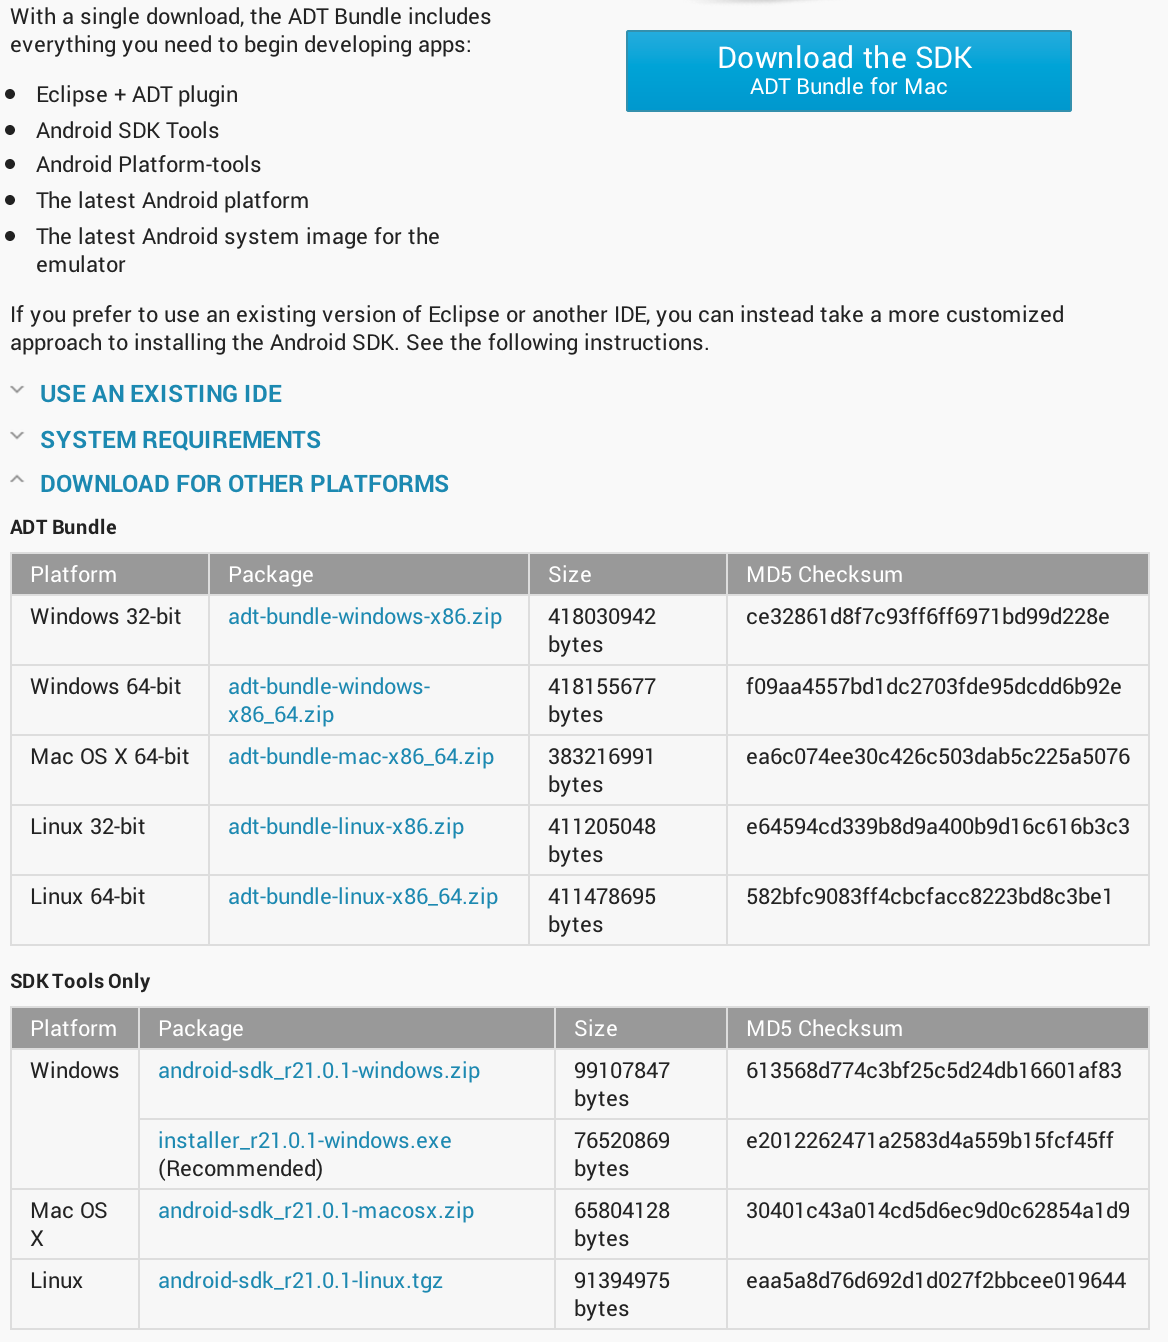 With a single download, the ADT Bundle includes
everything you need to begin developing apps:
Download the SDK
ADT Bundle for Mac
Eclipse + ADT plugin
Android SDK Tools
Android Platform-tools
The latest Android platform
The latest Android system image for the
emulator
If you prefer to use an existing version of Eclipse or another IDE, you can instead take a more customized
approach to installing the Android SDK. See the following instructions.
USE AN EXISTING IDE
SYSTEM REQUIREMENTS
DOWNLOAD FOR OTHER PLATFORMS
ADT Bundle
Platform Package Size MD5 Checksum
Windows 32-bit adt-bundle-windows-x86.zip 418030942 ce32861d8f7c93ff6ff6971bd99d228e
bytes
Windows 64-bit adt-bundle-windows- 418155677 f09aa4557bd1dc2703fde95dcdd6b92e
x86_64.zip bytes
Mac OS X 64-bit adt-bundle-mac-x86_64.zip 383216991 ea6c074ee30c426c503dab5c225a5076
bytes
Linux 32-bit adt-bundle-linux-x86.zip 411205048 e64594cd339b8d9a400b9d16c616b3c3
bytes
Linux 64-bit adt-bundle-linux-x86_64.zip 411478695 582bfc9083ff4cbcfacc8223bd8c3be1
bytes
SDK Tools Only
Platform Package Size MD5 Checksum
Windows android-sdk_r21.0.1-windows.zip 99107847 613568d774c3bf25c5d24db16601af83
bytes
installer_r21.0.1-windows.exe 76520869 e2012262471a2583d4a559b15fcf45ff
(Recommended) bytes
Mac OS android-sdk_r21.0.1-macosx.zip 65804128 30401c43a014cd5d6ec9d0c62854a1d9
X bytes
Linux android-sdk_r21.0.1-linux.tgz 91394975 eaa5a8d76d692d1d027f2bbcee019644
bytes